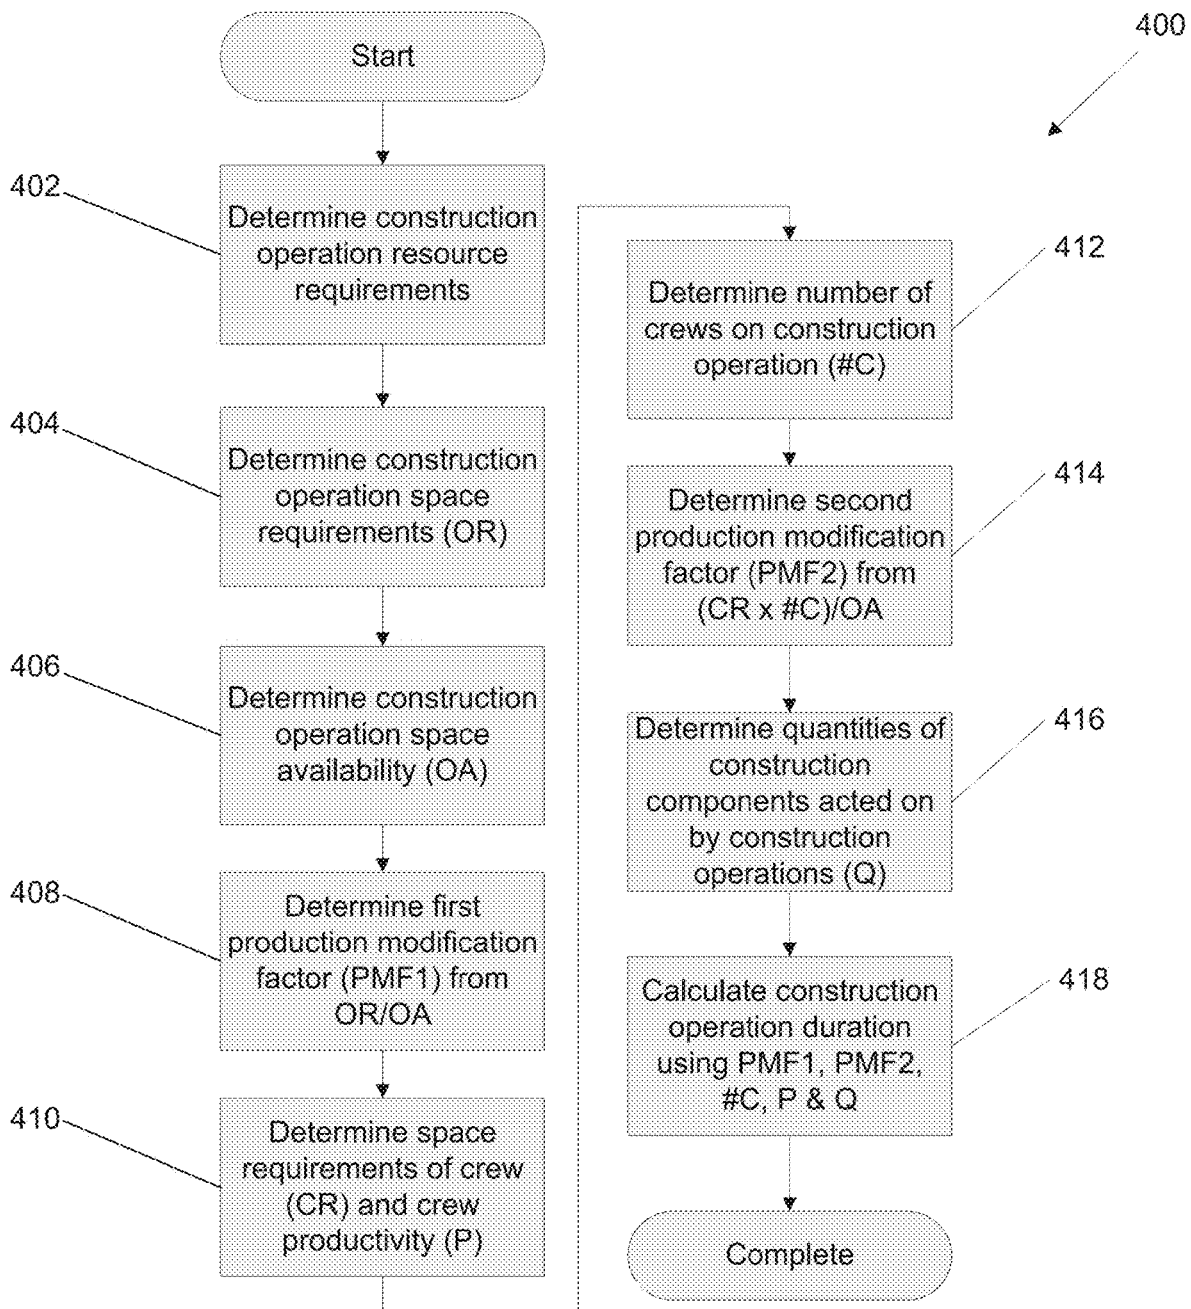 400
Start
402
Determine construction
operation resource
requirements
404
Determine construction
operation space
requirements (OR)
406
Determine construction
operation space
availability (OA)
408
Determine first
production modification
factor (PMF1) from
OR/OA
410
Determine space
requirements of crew
(CR) and crew
productivity (P)
412
Determine number of
crews on construction
operation (#C)
414
Determine second
production modification
factor (PMF2) from
(CR x #C)/OA
416
Determine quantities of
construction
components acted on
by construction
operations (Q)
418
Calculate construction
operation duration
using PMF1, PMF2,
#C, P & Q
Complete